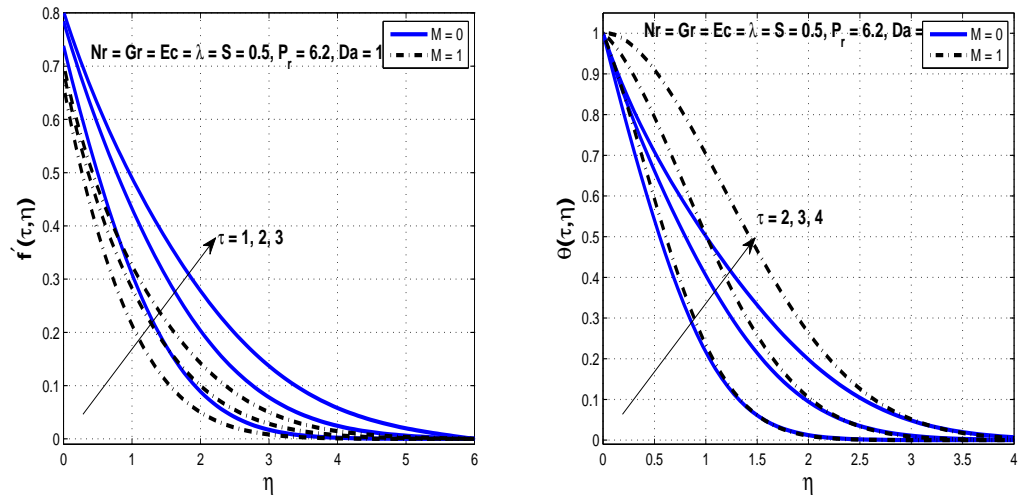 Nr = Gr = Ec = λ = S = 0.5, P_r = 6.2, Da = 1
M = 0
M = 1
0.8
0.7
0.6
0.5
0.4
0.3
0.2
0.1
0
f′(τ,η)
τ = 1, 2, 3
0 1 2 3 4 5 6
η
Nr = Gr = Ec = λ = S = 0.5, P_r = 6.2, Da =
M = 0
M = 1
1
0.9
0.8
0.7
0.6
0.5
0.4
0.3
0.2
0.1
0
θ(τ,η)
τ = 2, 3, 4
0 0.5 1 1.5 2 2.5 3 3.5 4
η